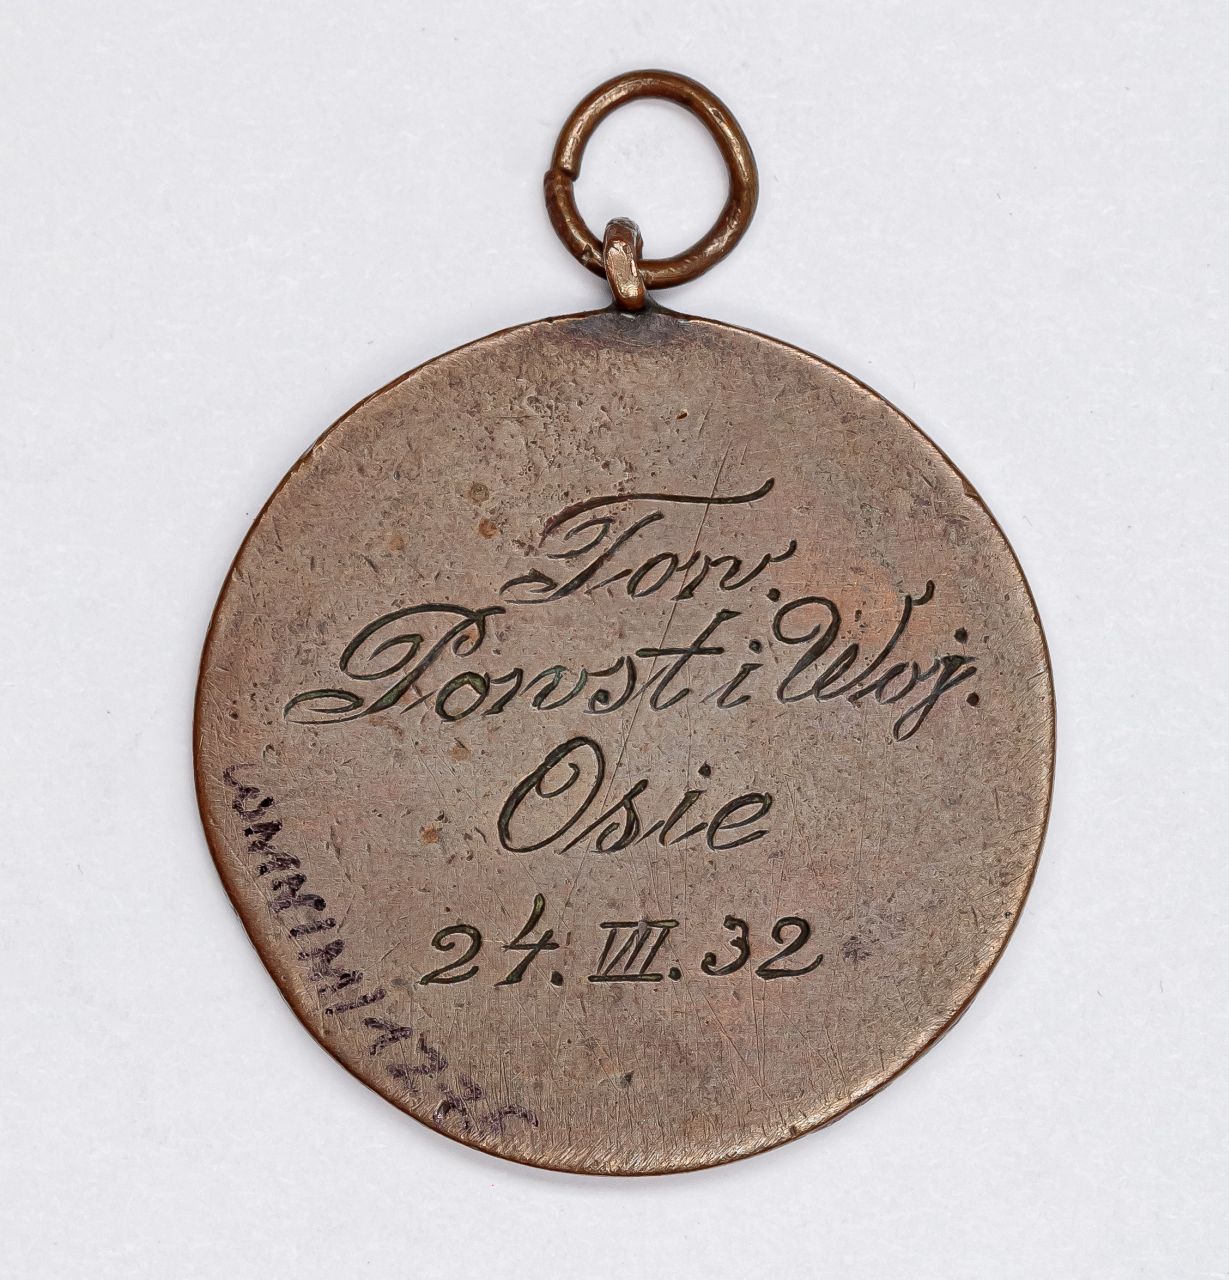 Tow.
Powst i Woj.
Osie
24. VII. 32